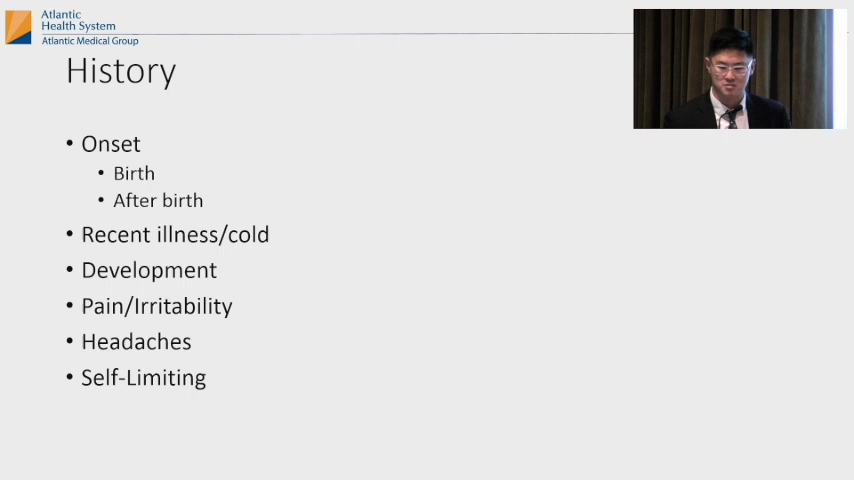 Atlantic
Health System
Atlantic Medical Group
History
• Onset
• Birth
• After birth
• Recent illness/cold
• Development
• Pain/Irritability
• Headaches
• Self-Limiting